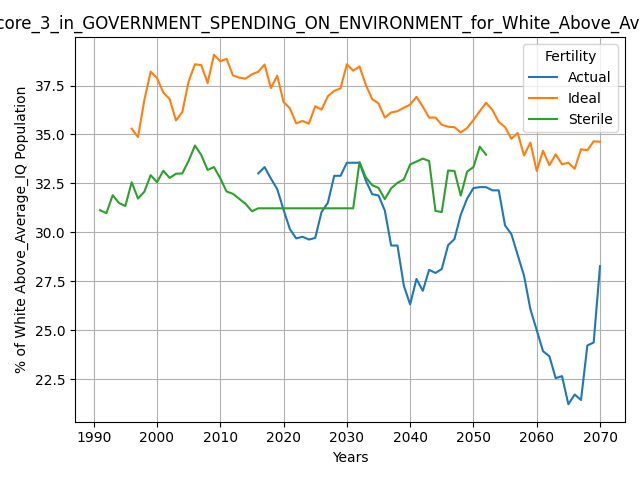 core_3_in_GOVERNMENT_SPENDING_ON_ENVIRONMENT_for_White_Above_Av
Fertility
Actual
Ideal
Sterile
% of White Above_Average_IQ Population
37.5
35.0
32.5
30.0
27.5
25.0
22.5
1990 2000 2010 2020 2030 2040 2050 2060 2070
Years